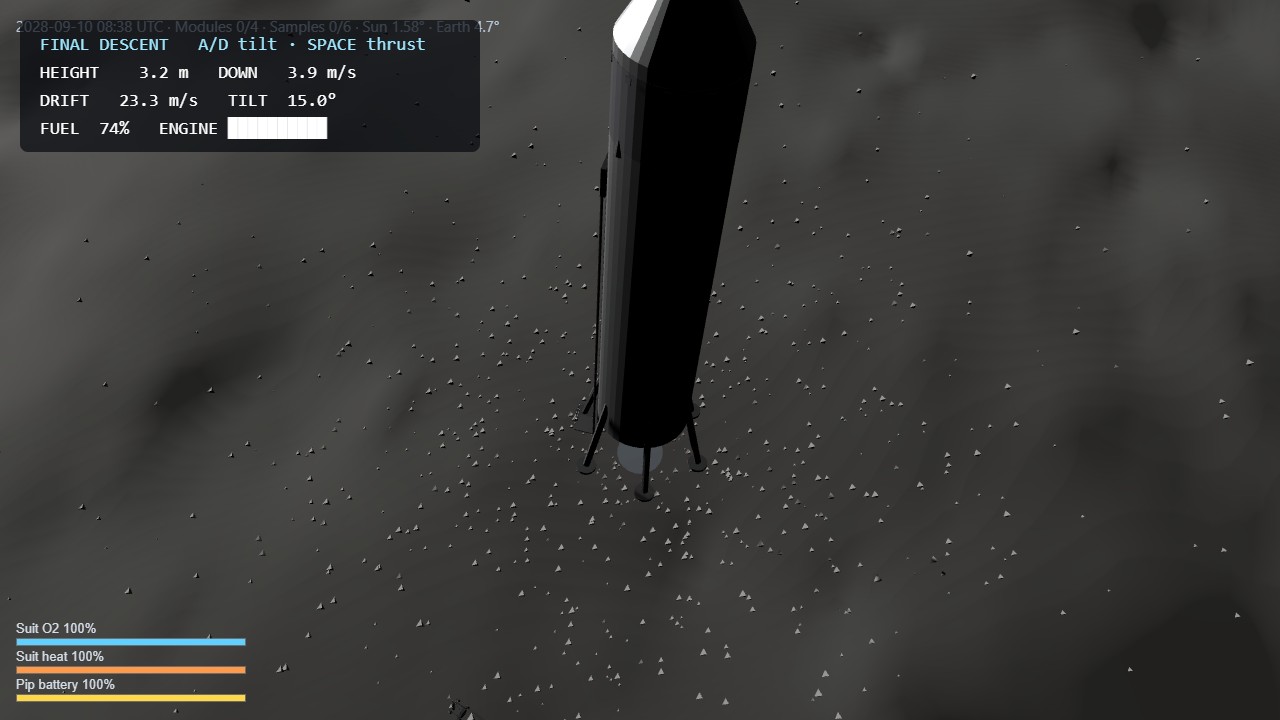 2028-09-10 08:38 UTC · Modules 0/4 · Samples 0/6 · Sun 1.58° · Earth 4.7°
FINAL DESCENT A/D tilt · SPACE thrust
HEIGHT 3.2 m DOWN 3.9 m/s
DRIFT 23.3 m/s TILT 15.0°
FUEL 74% ENGINE ██████████
Suit O2 100%
Suit heat 100%
Pip battery 100%